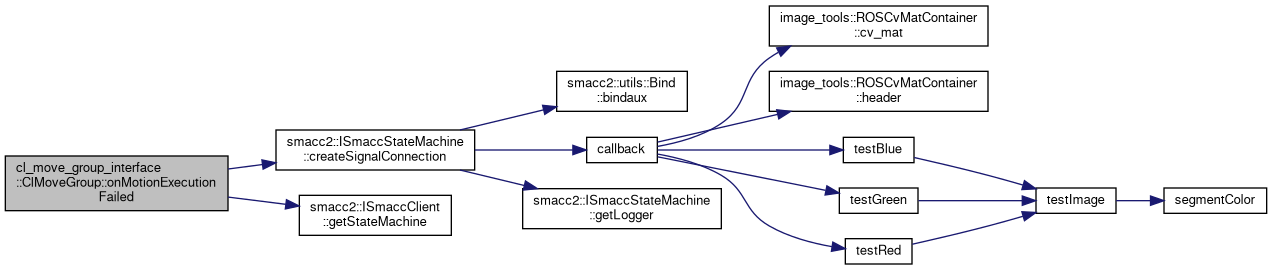 cl_move_group_interface
::ClMoveGroup::onMotionExecution
Failed
smacc2::ISmaccStateMachine
::createSignalConnection
smacc2::ISmaccClient
::getStateMachine
smacc2::utils::Bind
::bindaux
callback
smacc2::ISmaccStateMachine
::getLogger
image_tools::ROSCvMatContainer
::cv_mat
image_tools::ROSCvMatContainer
::header
testBlue
testGreen
testRed
testImage
segmentColor